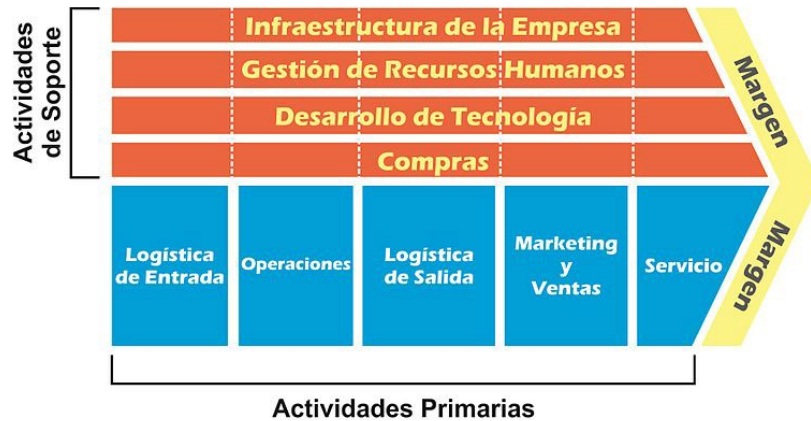 Actividades
de Soporte
Infraestructura de la Empresa
Gestión de Recursos Humanos
Desarrollo de Tecnología
Compras
Margen
Logística
de Entrada
Operaciones
Logística
de Salida
Marketing
y
Ventas
Servicio
Margen
Actividades Primarias